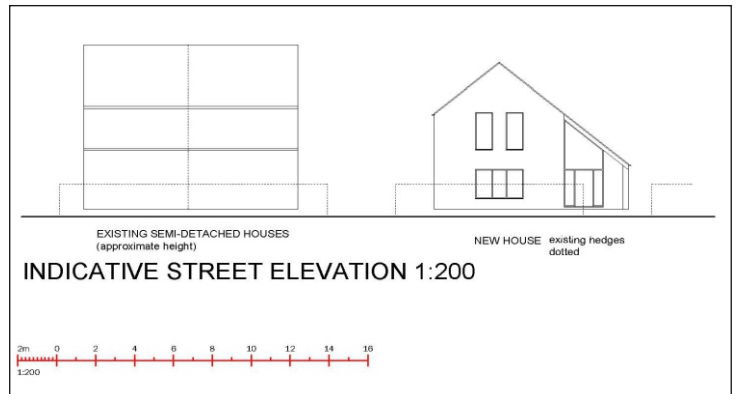 EXISTING SEMI-DETACHED HOUSES
(approximate height)
NEW HOUSE existing hedges
dotted
INDICATIVE STREET ELEVATION 1:200
2m 0 2 4 6 8 10 12 14 16
1:200